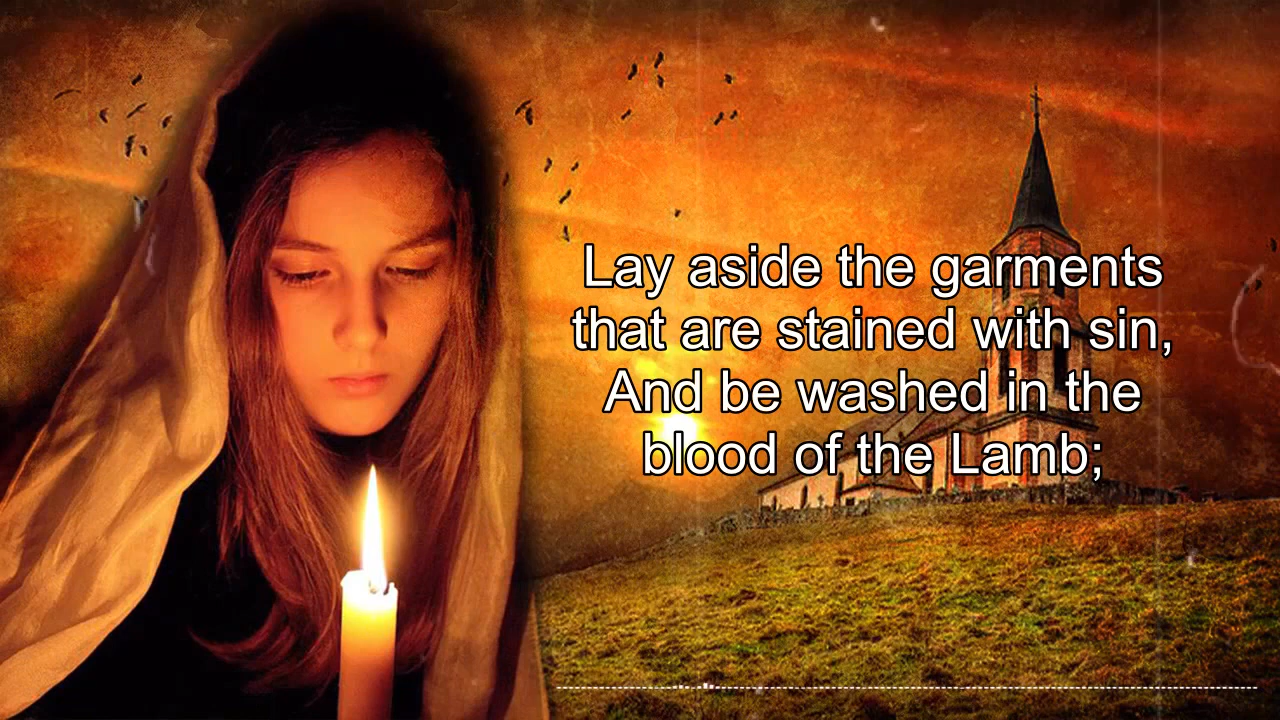 Lay aside the garments
that are stained with sin,
And be washed in the
blood of the Lamb;